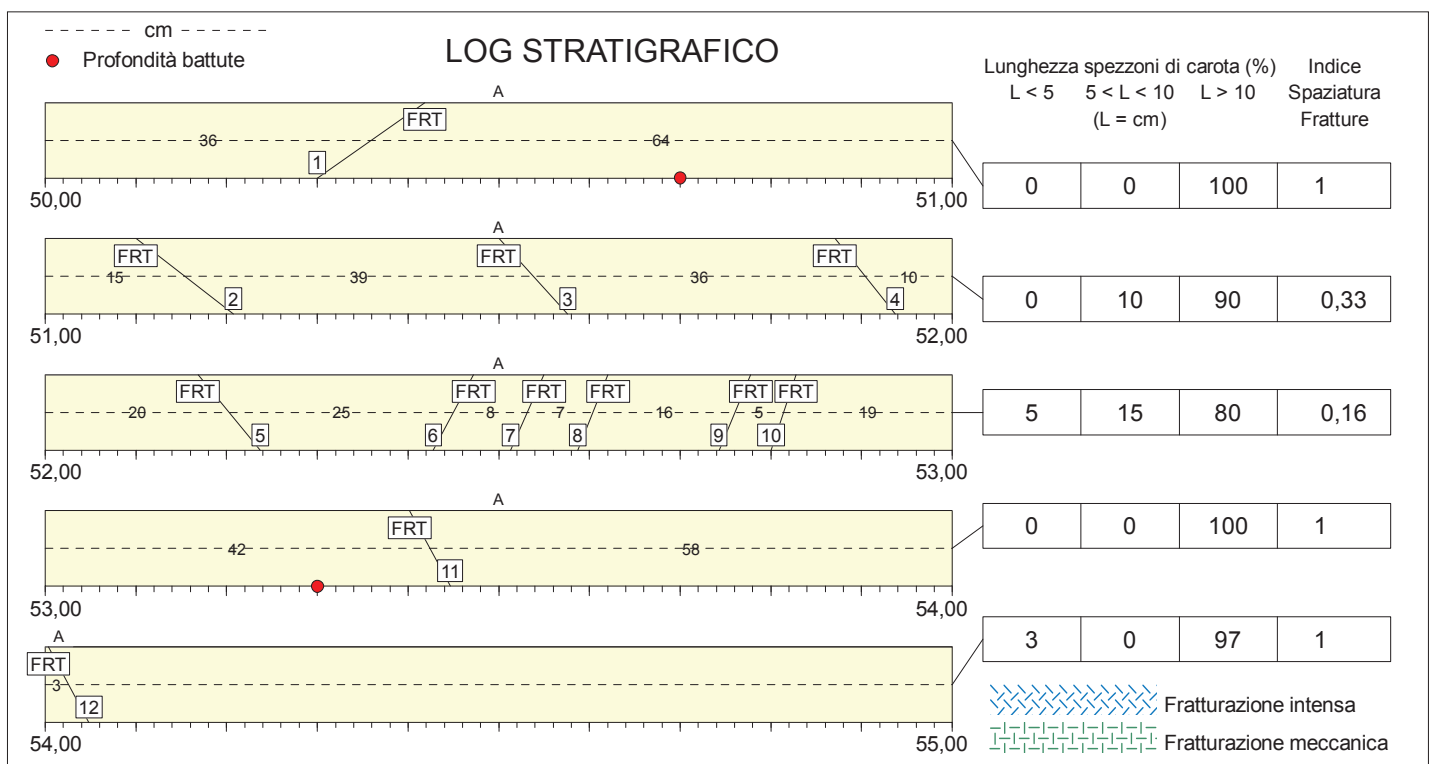 cm
Profondità battute
LOG STRATIGRAFICO
Lunghezza spezzoni di carota (%)
L < 5
5 < L < 10
L > 10
(L = cm)
Indice
Spaziatura
Fratture
A
FRT
36
64
1
50,00
51,00
0
0
100
1
A
FRT
FRT
FRT
15
39
36
10
2
3
4
51,00
52,00
0
10
90
0,33
A
FRT
FRT
FRT
FRT
FRT
FRT
20
25
8
7
16
5
19
5
6
7
8
9
10
52,00
53,00
5
15
80
0,16
A
FRT
42
58
11
53,00
54,00
0
0
100
1
A
FRT
3
12
54,00
55,00
3
0
97
1
Fratturazione intensa
Fratturazione meccanica